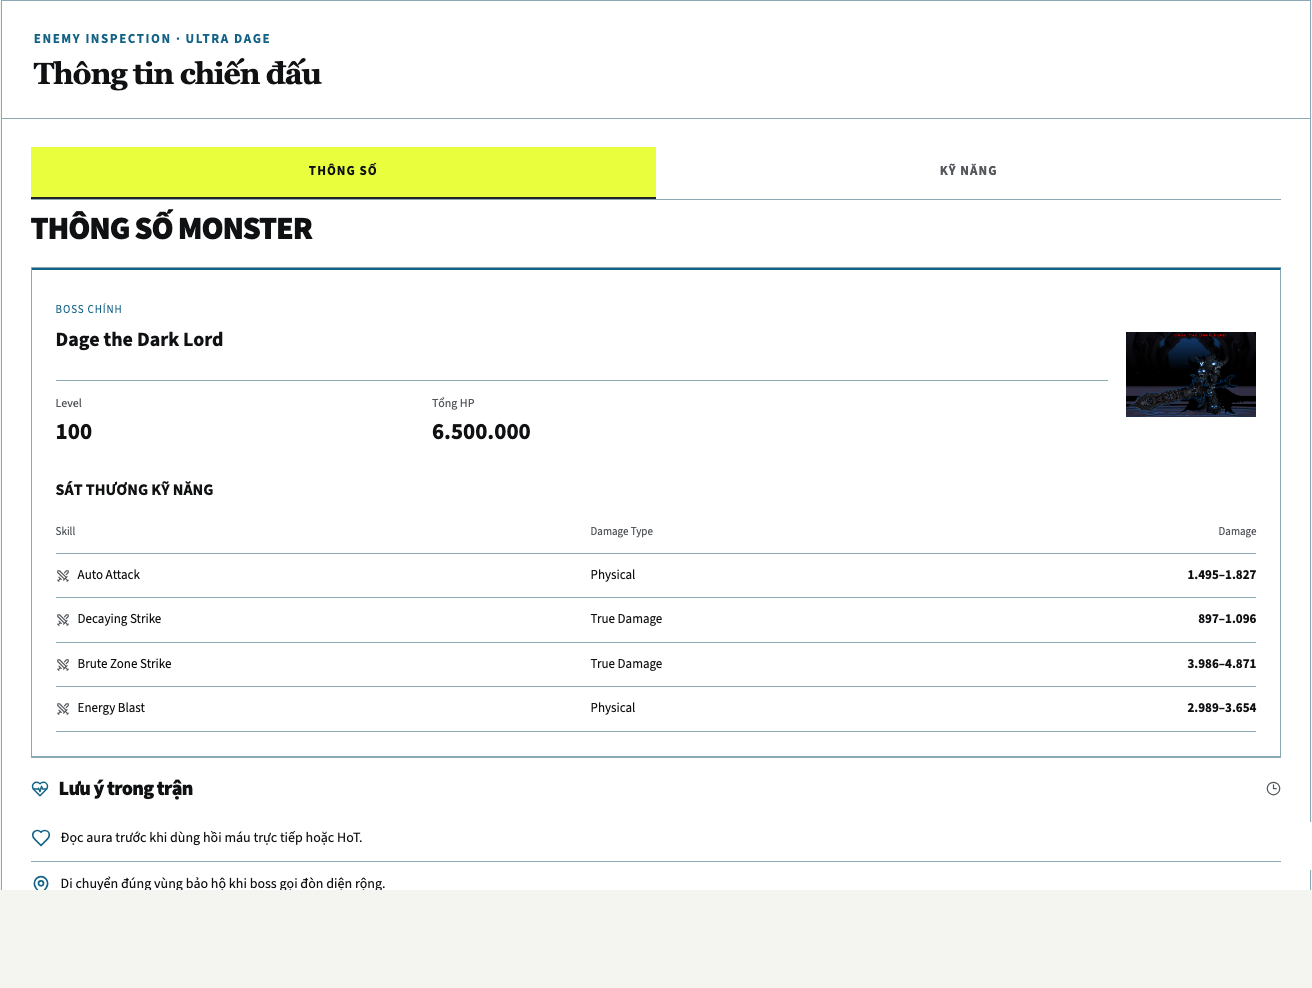 ENEMY INSPECTION · ULTRA DAGE
Thông tin chiến đấu
THÔNG SỐ
KỸ NĂNG
THÔNG SỐ MONSTER
BOSS CHÍNH
Dage the Dark Lord
Level
Tổng HP
100
6.500.000
SÁT THƯƠNG KỸ NĂNG
Skill
Damage Type
Damage
Auto Attack
Physical
1.495–1.827
Decaying Strike
True Damage
897–1.096
Brute Zone Strike
True Damage
3.986–4.871
Energy Blast
Physical
2.989–3.654
Lưu ý trong trận
Đọc aura trước khi dùng hồi máu trực tiếp hoặc HoT.
Di chuyển đúng vùng bảo hộ khi boss gọi đòn diện rộng.